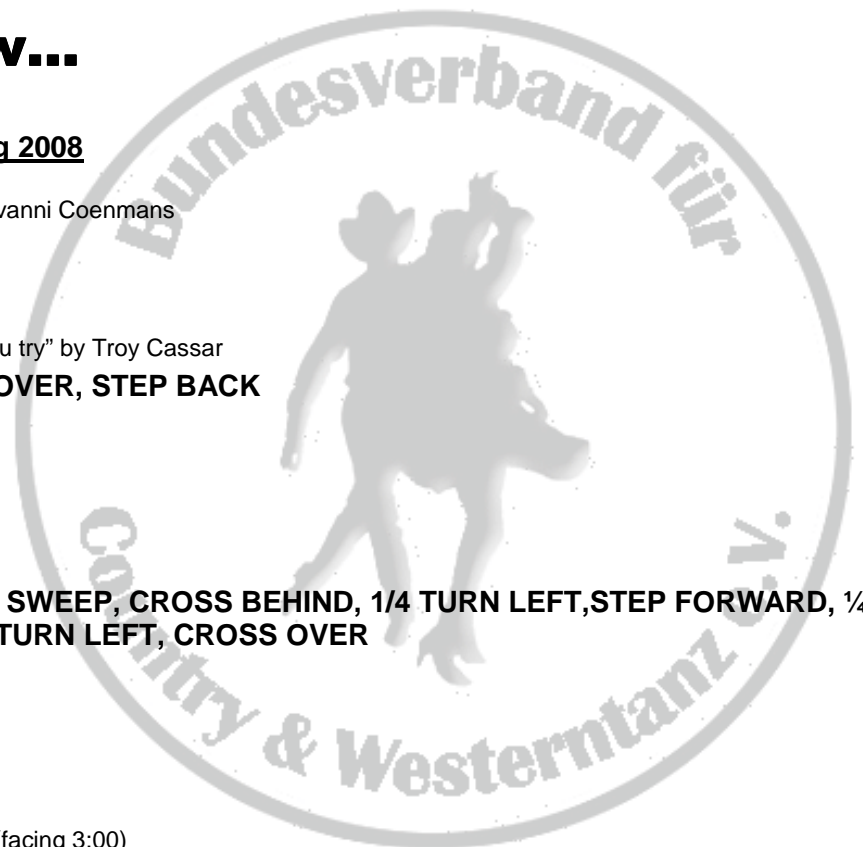 w...
g 2008
vanni Coenmans
u try” by Troy Cassar
OVER, STEP BACK
SWEEP, CROSS BEHIND, 1/4 TURN LEFT,STEP FORWARD, ¼
TURN LEFT, CROSS OVER
(facing 3:00)
Bundesverband für
Country & Westerntanz e.V.